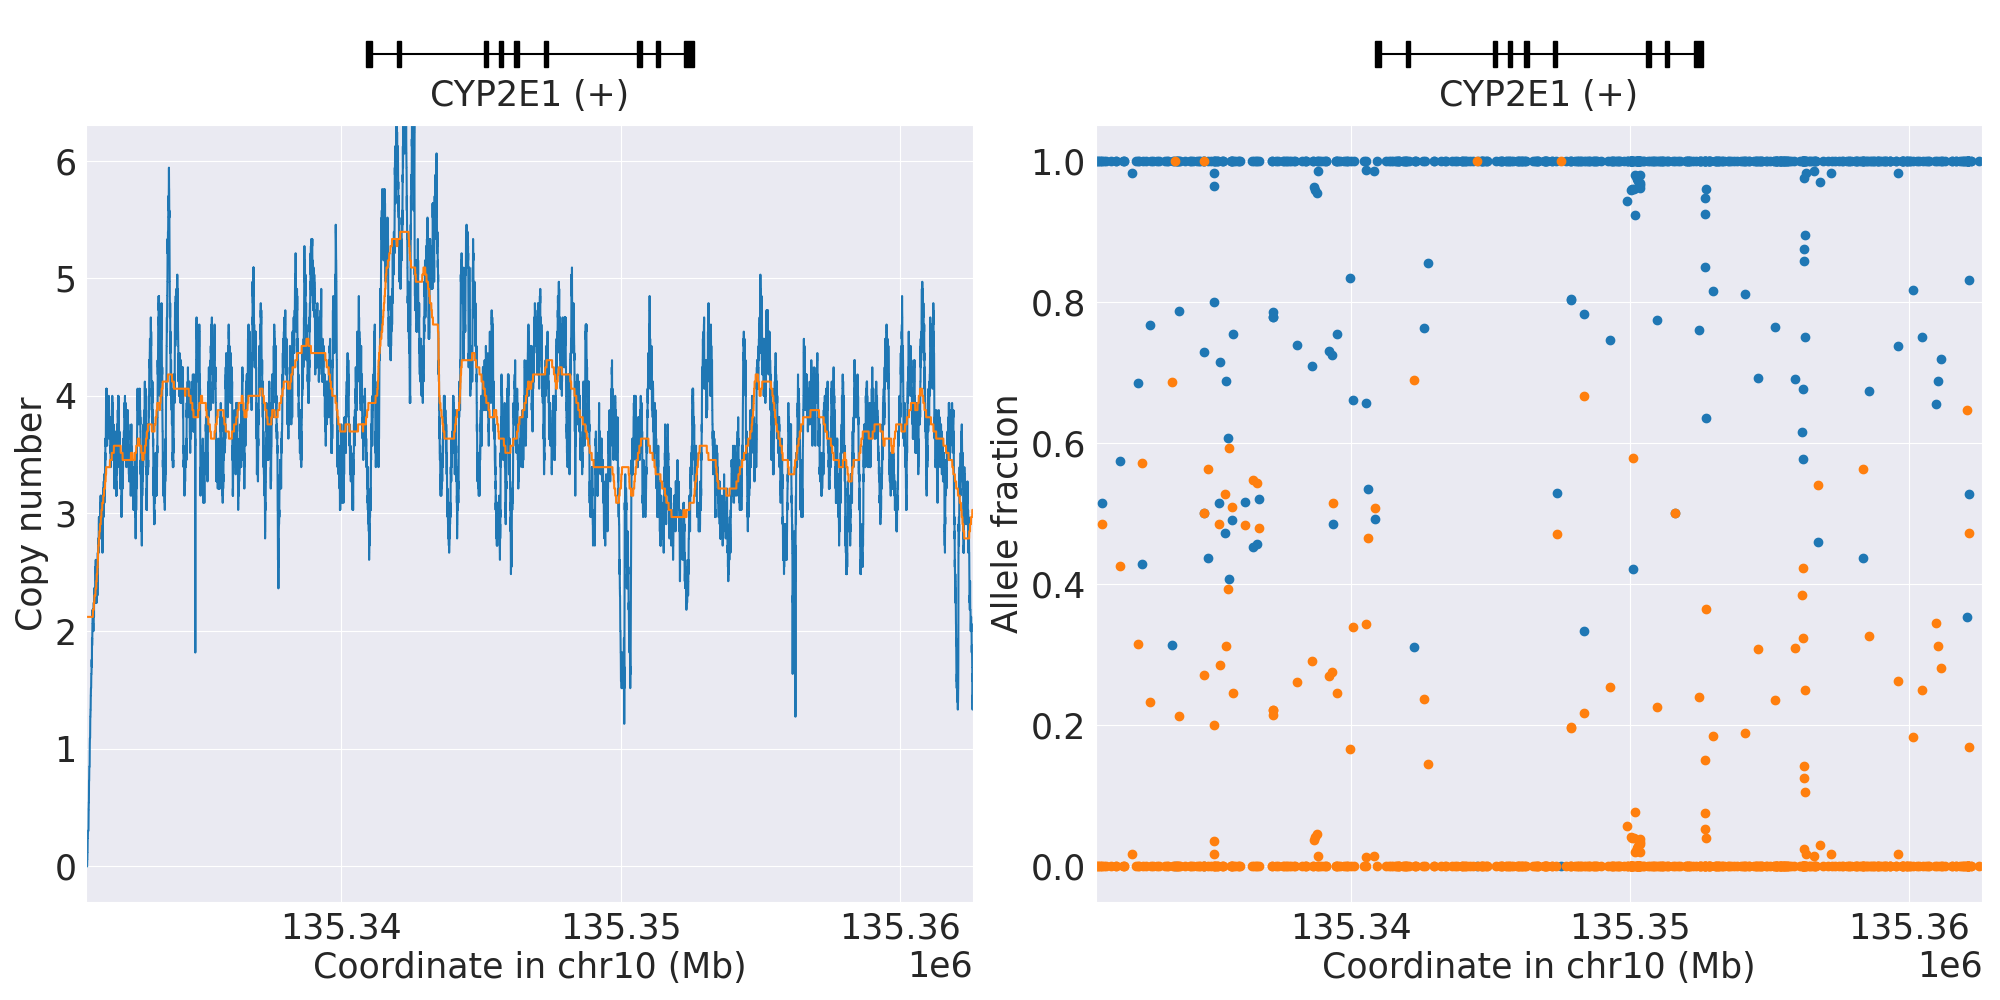 CYP2E1 (+)
6
5
4
3
2
1
0
Copy number
135.34 135.35 135.36
Coordinate in chr10 (Mb) 1e6
CYP2E1 (+)
1.0
0.8
0.6
0.4
0.2
0.0
Allele fraction
135.34 135.35 135.36
Coordinate in chr10 (Mb) 1e6